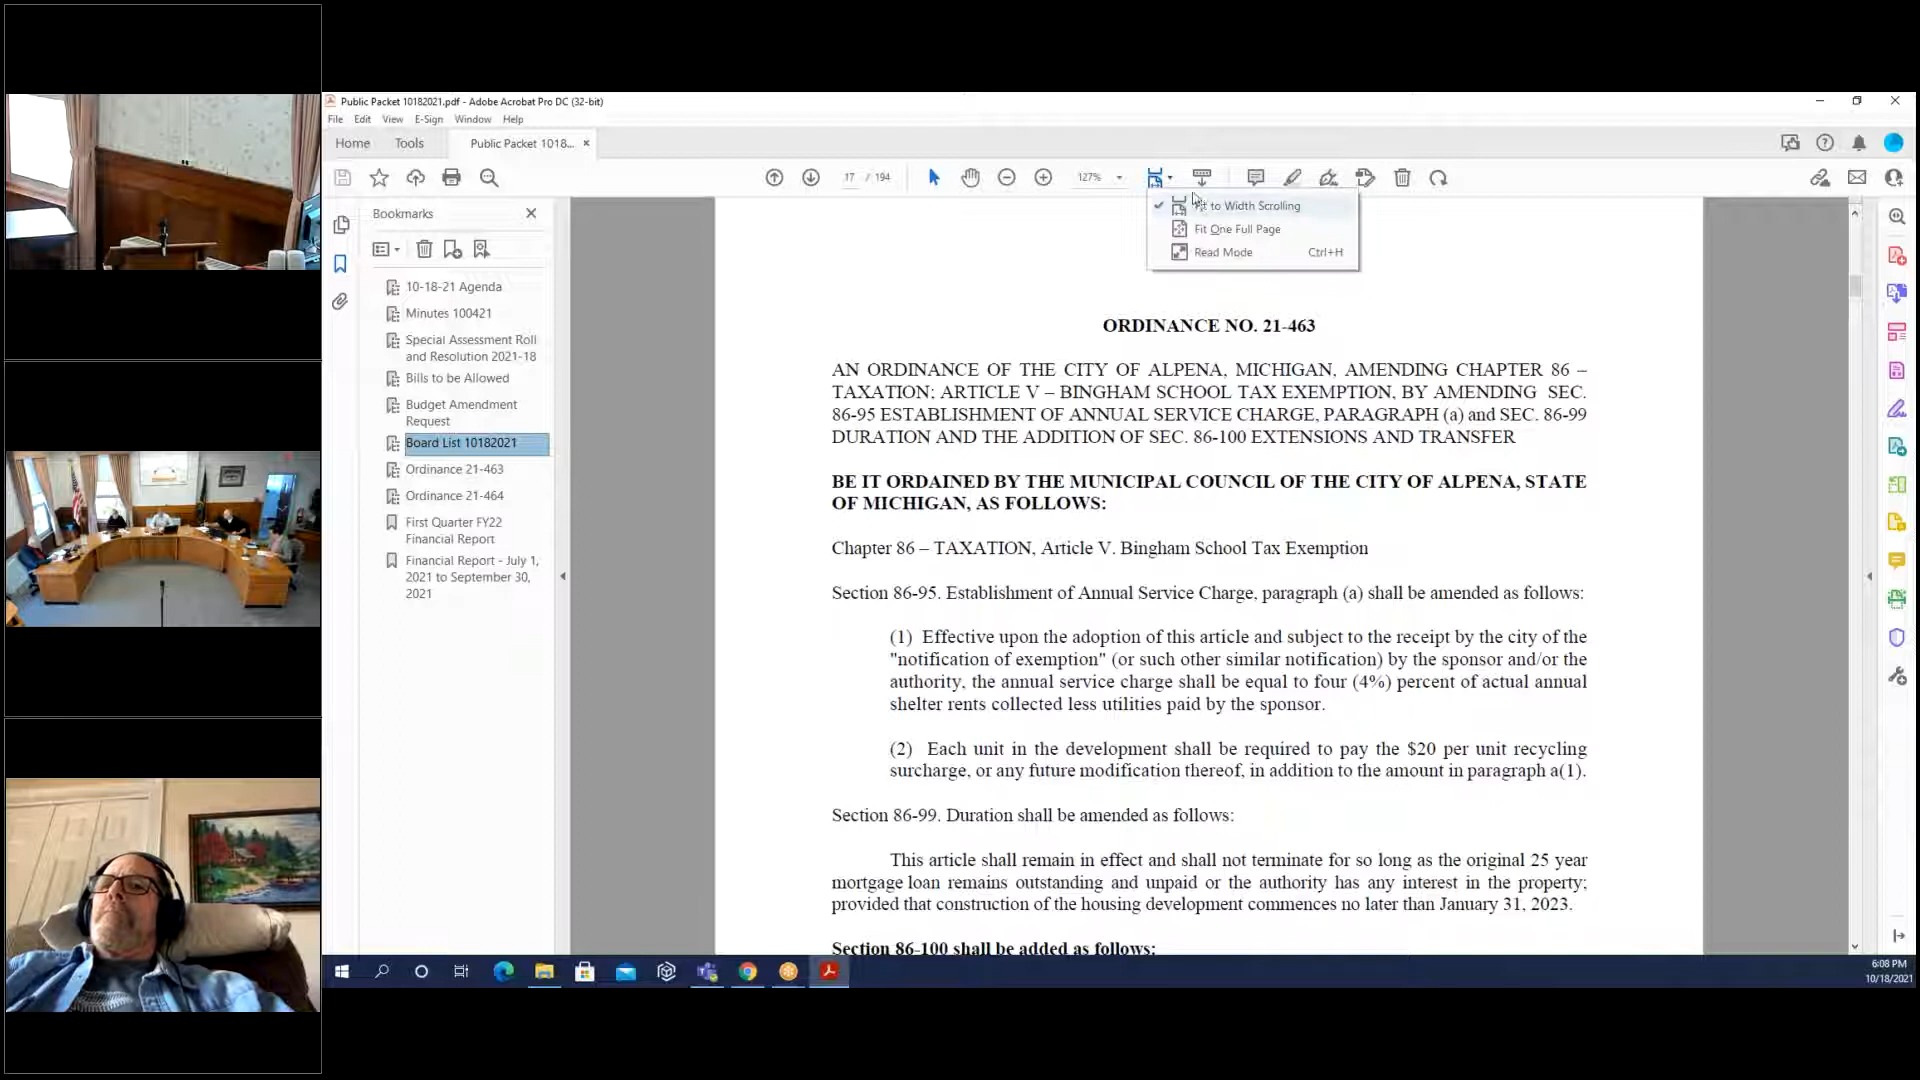 Public Packet 10182021.pdf - Adobe Acrobat Pro DC (32-bit)
File Edit View E-Sign Window Help
Home Tools Public Packet 1018... ×
17 / 194 127%
Bookmarks
10-18-21 Agenda
Minutes 100421
Special Assessment Roll
and Resolution 2021-18
Bills to be Allowed
Budget Amendment
Request
Board List 10182021
Ordinance 21-463
Ordinance 21-464
First Quarter FY22
Financial Report
Financial Report - July 1,
2021 to September 30,
2021
to Width Scrolling
Fit One Full Page
Read Mode Ctrl+H
ORDINANCE NO. 21-463
AN ORDINANCE OF THE CITY OF ALPENA, MICHIGAN, AMENDING CHAPTER 86 –
TAXATION; ARTICLE V – BINGHAM SCHOOL TAX EXEMPTION, BY AMENDING SEC.
86-95 ESTABLISHMENT OF ANNUAL SERVICE CHARGE, PARAGRAPH (a) and SEC. 86-99
DURATION AND THE ADDITION OF SEC. 86-100 EXTENSIONS AND TRANSFER
BE IT ORDAINED BY THE MUNICIPAL COUNCIL OF THE CITY OF ALPENA, STATE
OF MICHIGAN, AS FOLLOWS:
Chapter 86 – TAXATION, Article V. Bingham School Tax Exemption
Section 86-95. Establishment of Annual Service Charge, paragraph (a) shall be amended as follows:
(1) Effective upon the adoption of this article and subject to the receipt by the city of the
"notification of exemption" (or such other similar notification) by the sponsor and/or the
authority, the annual service charge shall be equal to four (4%) percent of actual annual
shelter rents collected less utilities paid by the sponsor.
(2) Each unit in the development shall be required to pay the $20 per unit recycling
surcharge, or any future modification thereof, in addition to the amount in paragraph a(1).
Section 86-99. Duration shall be amended as follows:
This article shall remain in effect and shall not terminate for so long as the original 25 year
mortgage loan remains outstanding and unpaid or the authority has any interest in the property;
provided that construction of the housing development commences no later than January 31, 2023.
Section 86-100 shall be added as follows:
6:08 PM
10/18/2021